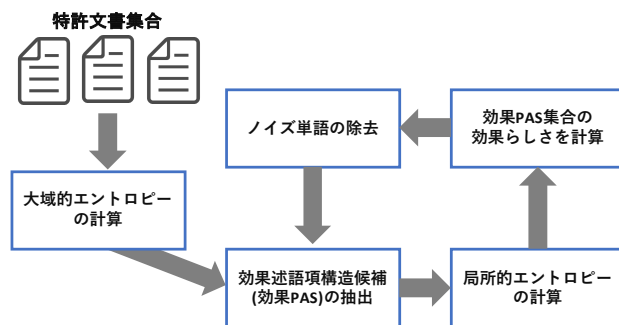 特許文書集合
大域的エントロピー
の計算
ノイズ単語の除去
効果PAS集合の
効果らしさを計算
効果述語項構造候補
(効果PAS)の抽出
局所的エントロピー
の計算